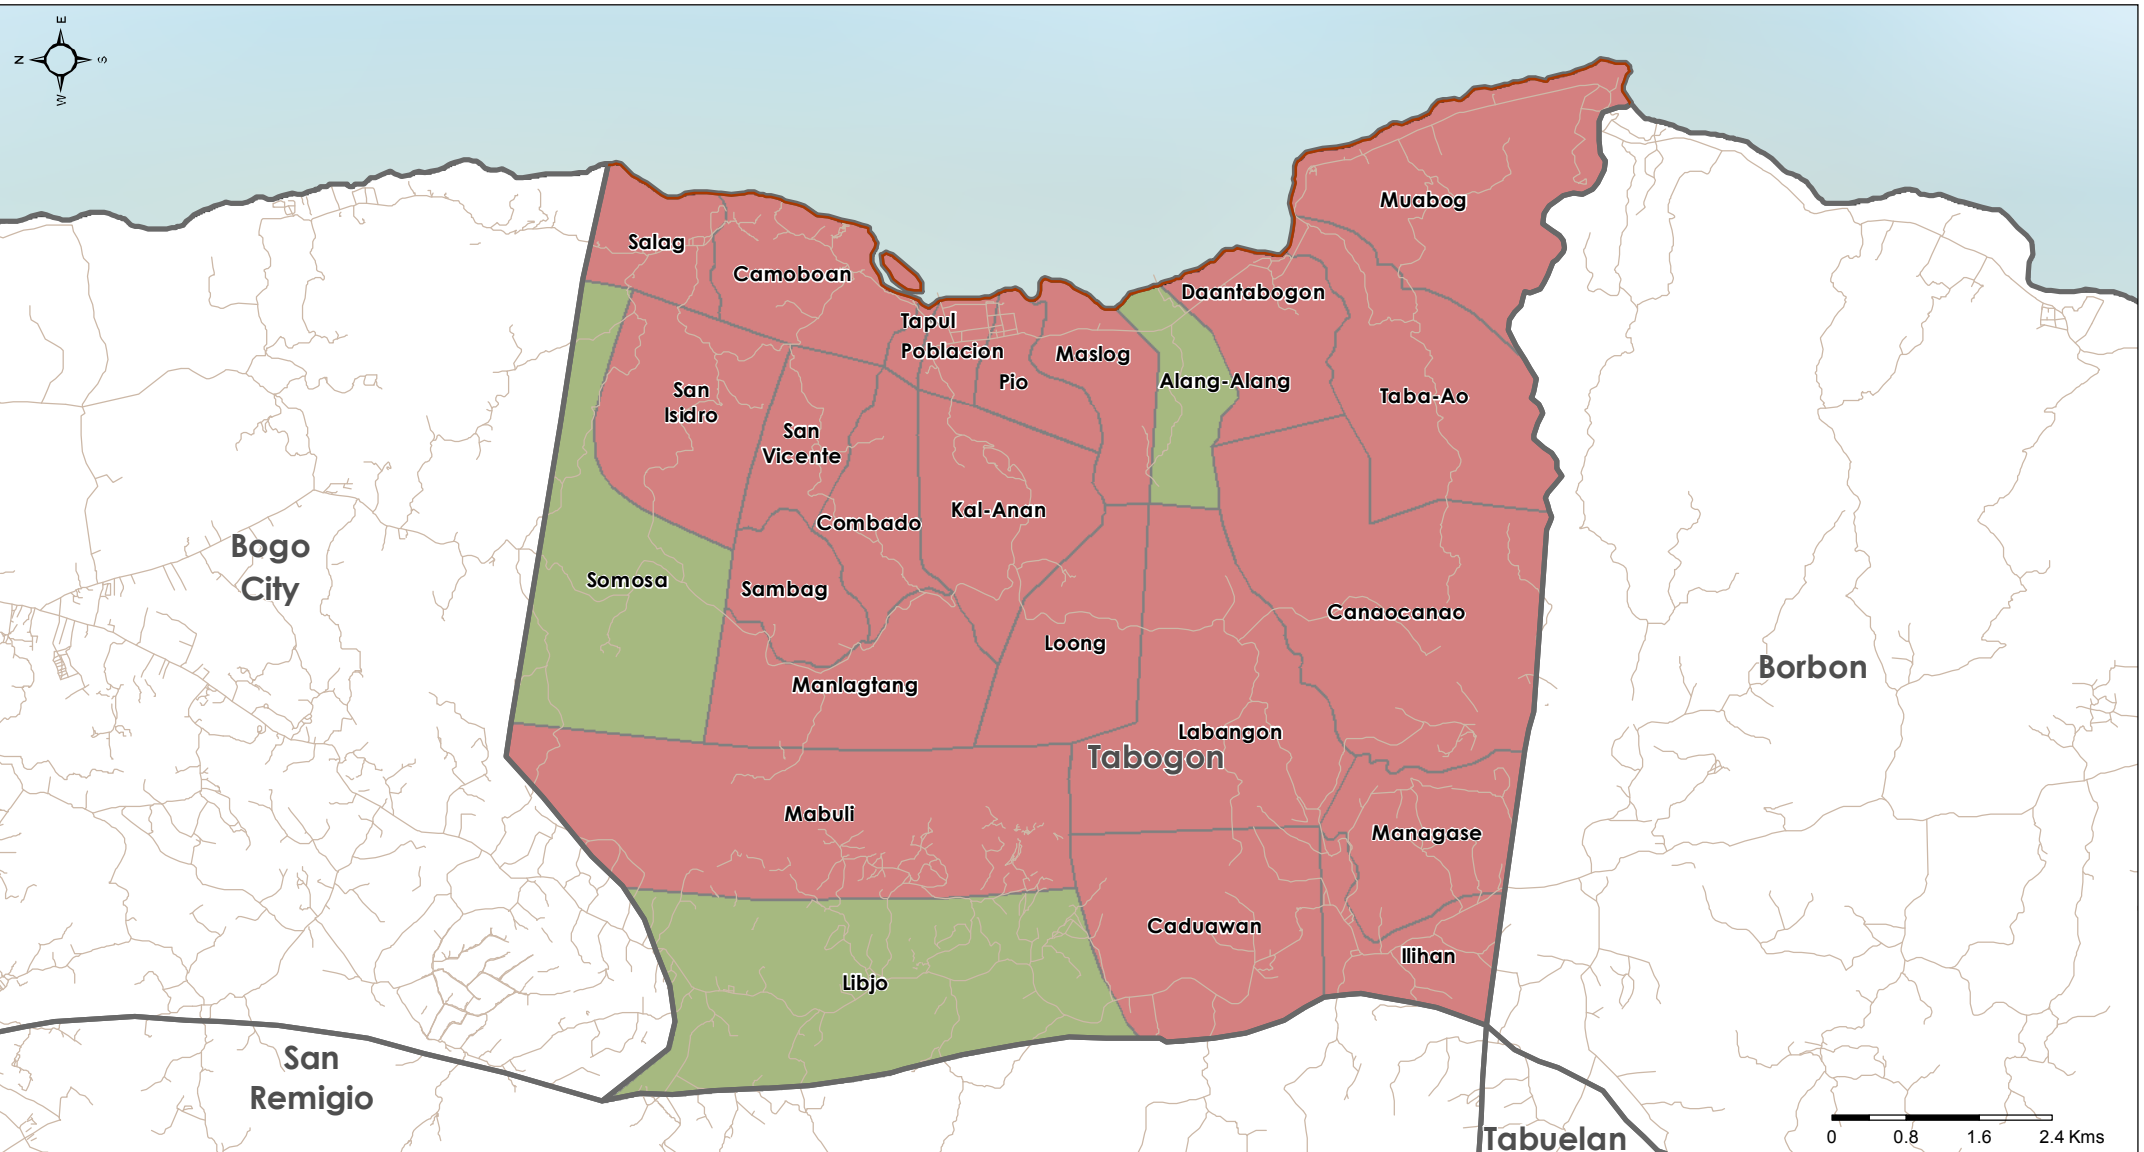 E
N
S
W
Muabog
Salag
Camoboan
Daantabogon
Tapul
Poblacion
Maslog
Pio
Alang-Alang
Taba-Ao
San
Isidro
San
Vicente
Kal-Anan
Combado
Bogo
City
Somosa
Sambag
Canaocanao
Loong
Borbon
Manlagtang
Labangon
Tabogon
Mabuli
Managase
Caduawan
Ilihan
Libjo
San
Remigio
Tabuelan
0 0.8 1.6 2.4 Kms